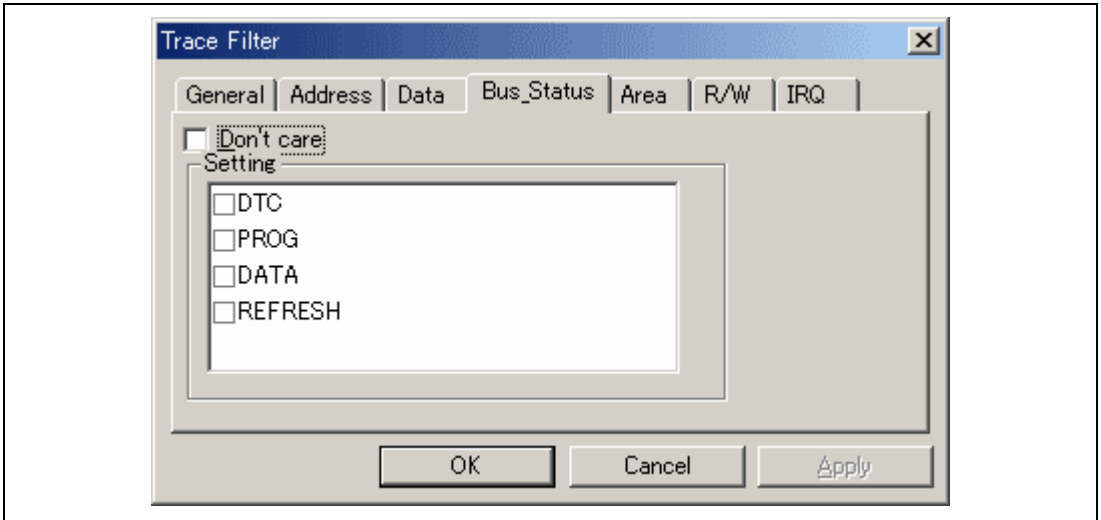 Trace Filter
General Address Data Bus_Status Area R/W IRQ
Don't care
Setting
DTC
PROG
DATA
REFRESH
OK Cancel Apply